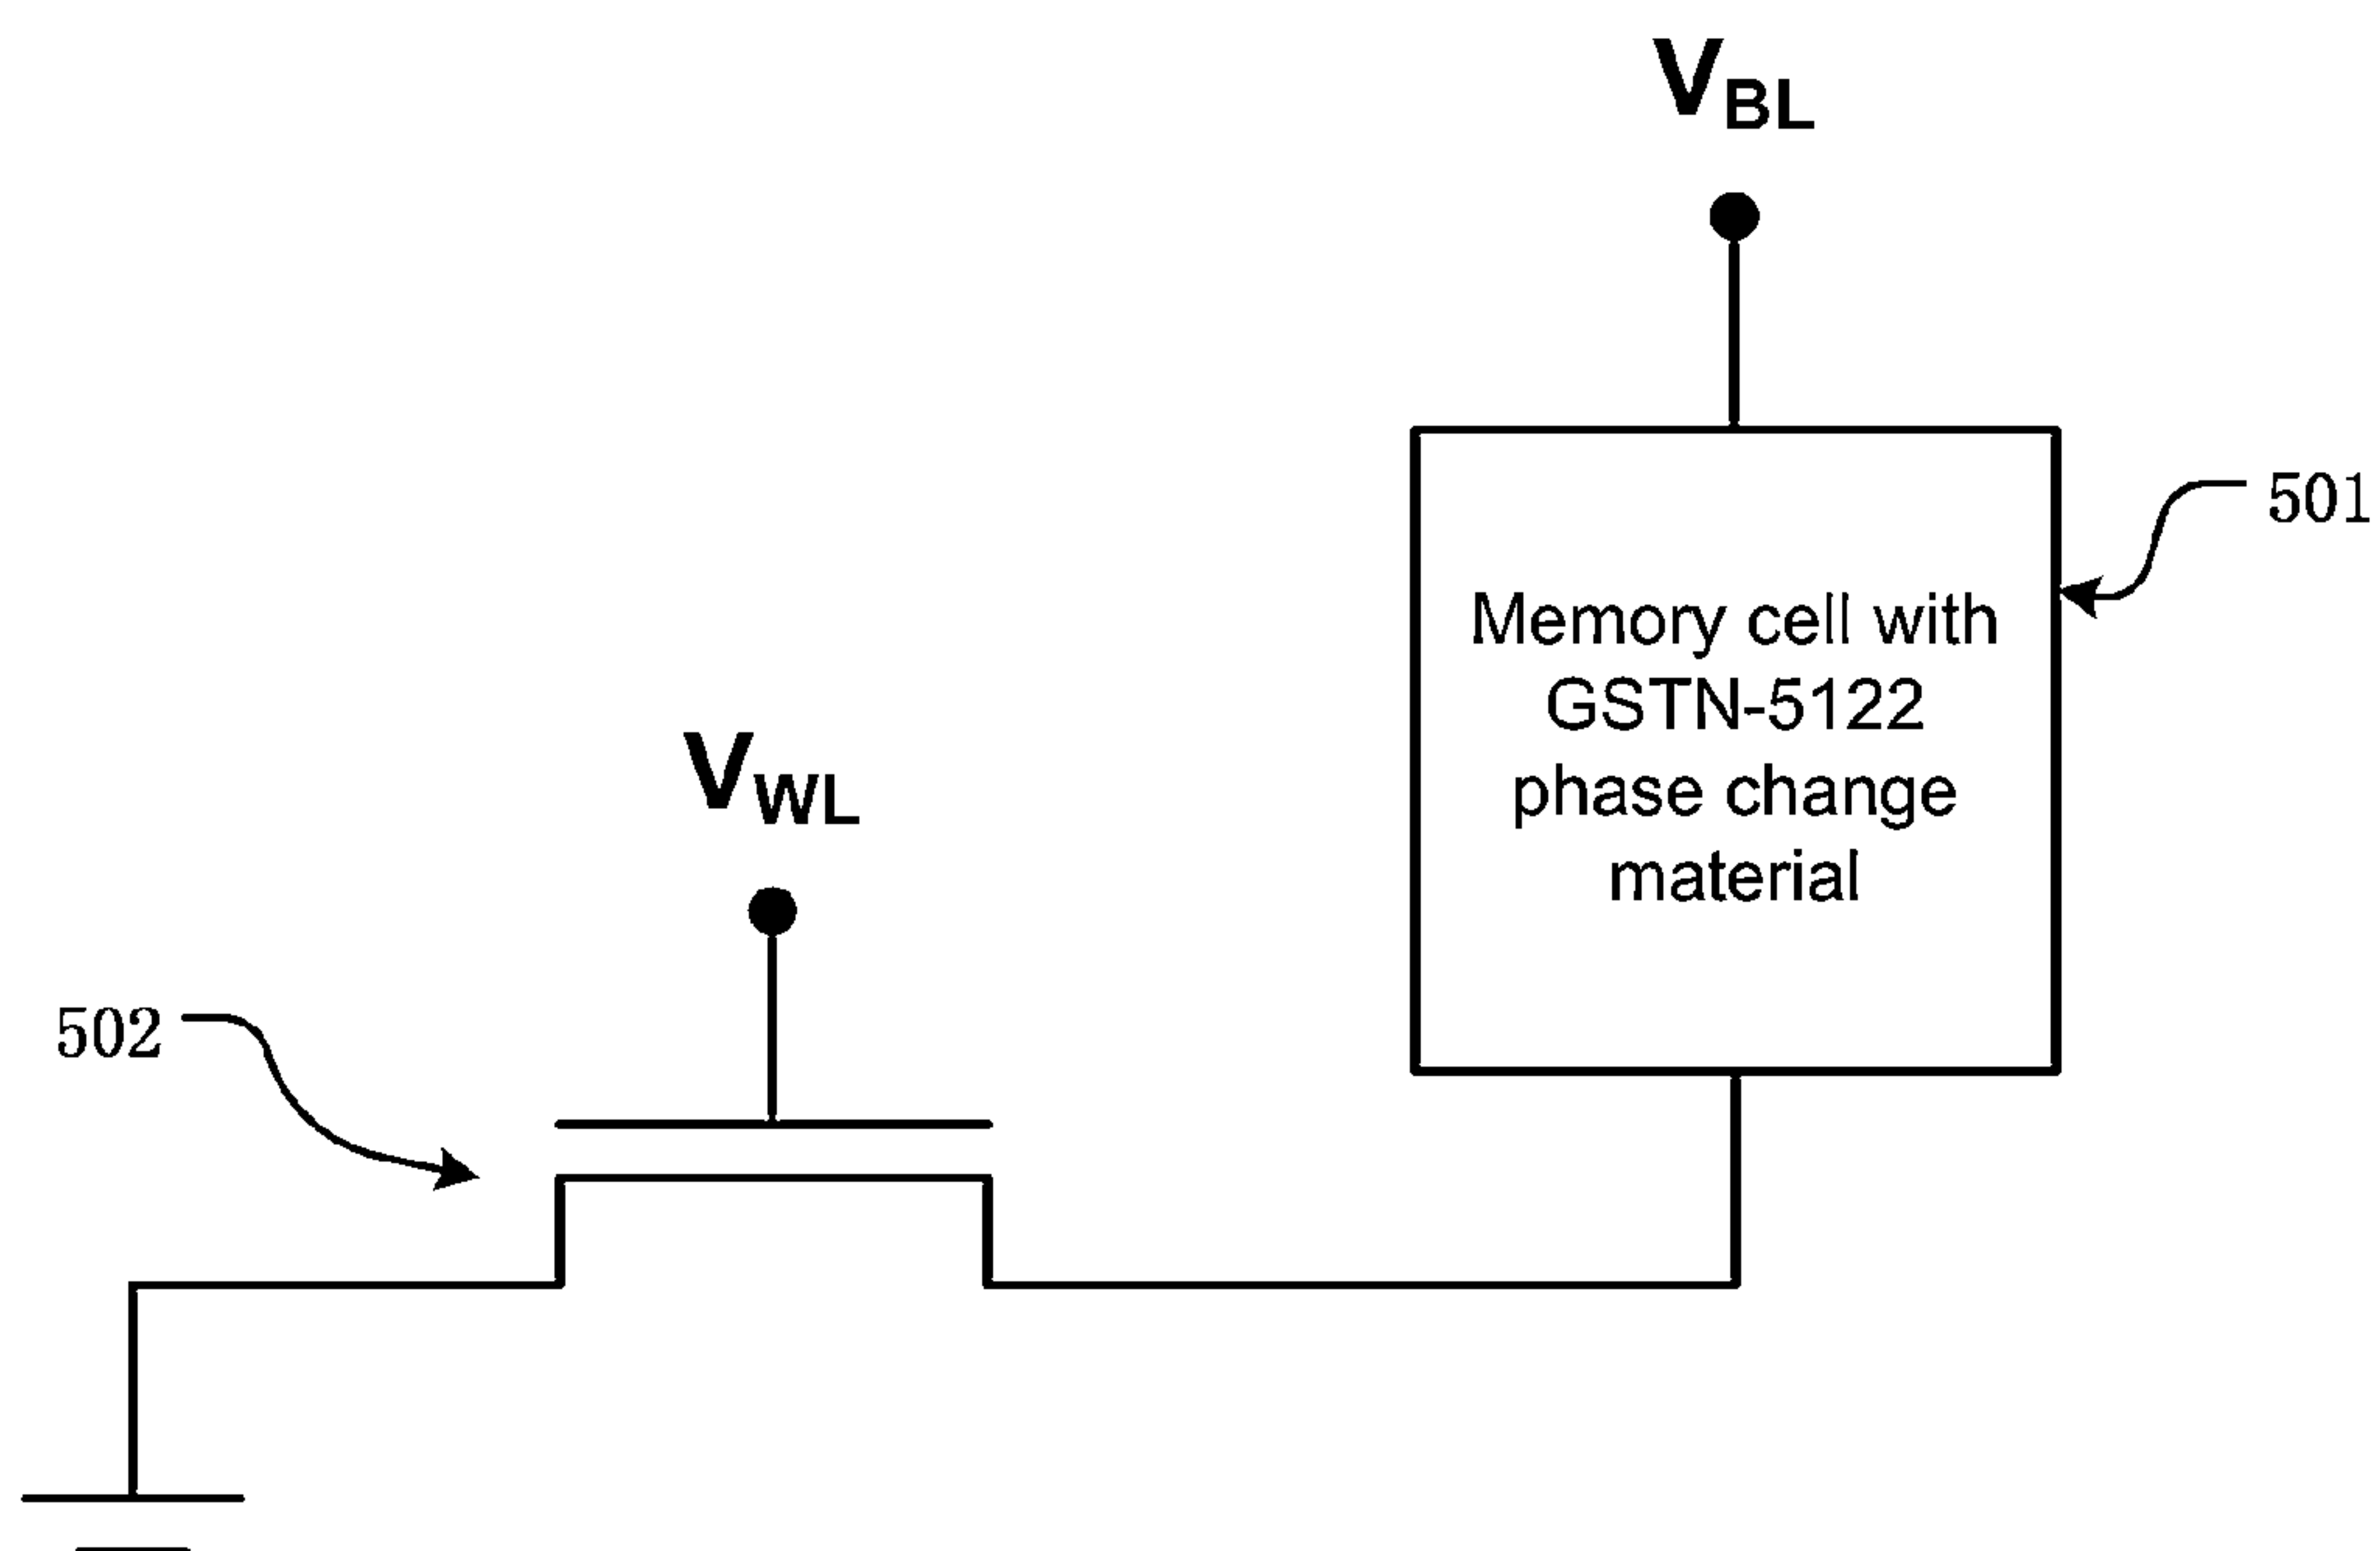 VBL
501
Memory cell with
GSTN-5122
phase change
material
VWL
502